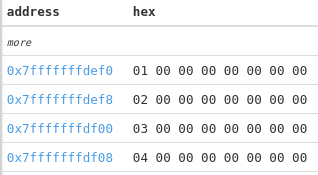 address hex
more
0x7fffffffdef0 01 00 00 00 00 00 00 00
0x7fffffffdef8 02 00 00 00 00 00 00 00
0x7fffffffdf00 03 00 00 00 00 00 00 00
0x7fffffffdf08 04 00 00 00 00 00 00 00